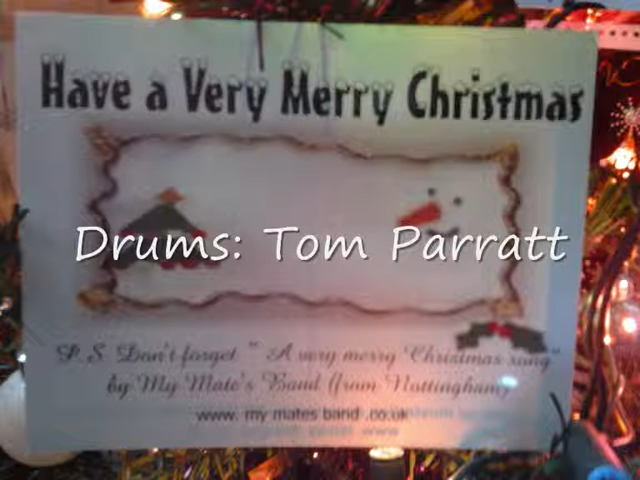 Have a Very Merry Christmas
Drums: Tom Parratt
P.S Don't forget " A very merry Christmas song"
by My Mate's Band (from Nottingham)
www. my mates band .co.uk